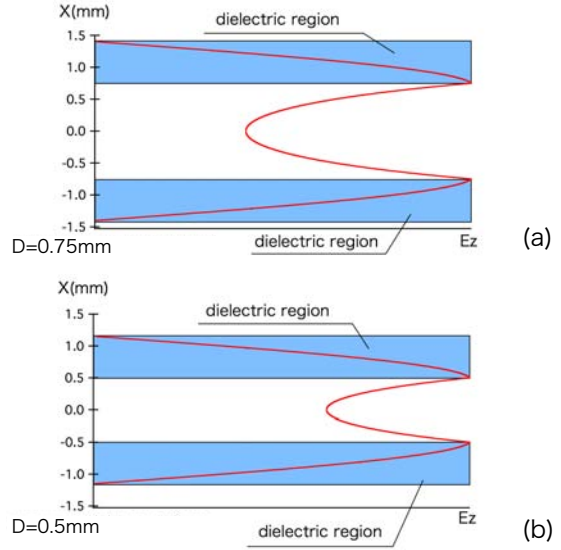 X(mm)
dielectric region
1.5
1.0
0.5
0.0
-0.5
-1.0
-1.5
dielectric region
Ez
D=0.75mm
(a)
X(mm)
dielectric region
1.5
1.0
0.5
0.0
-0.5
-1.0
-1.5
Ez
D=0.5mm
dielectric region
(b)